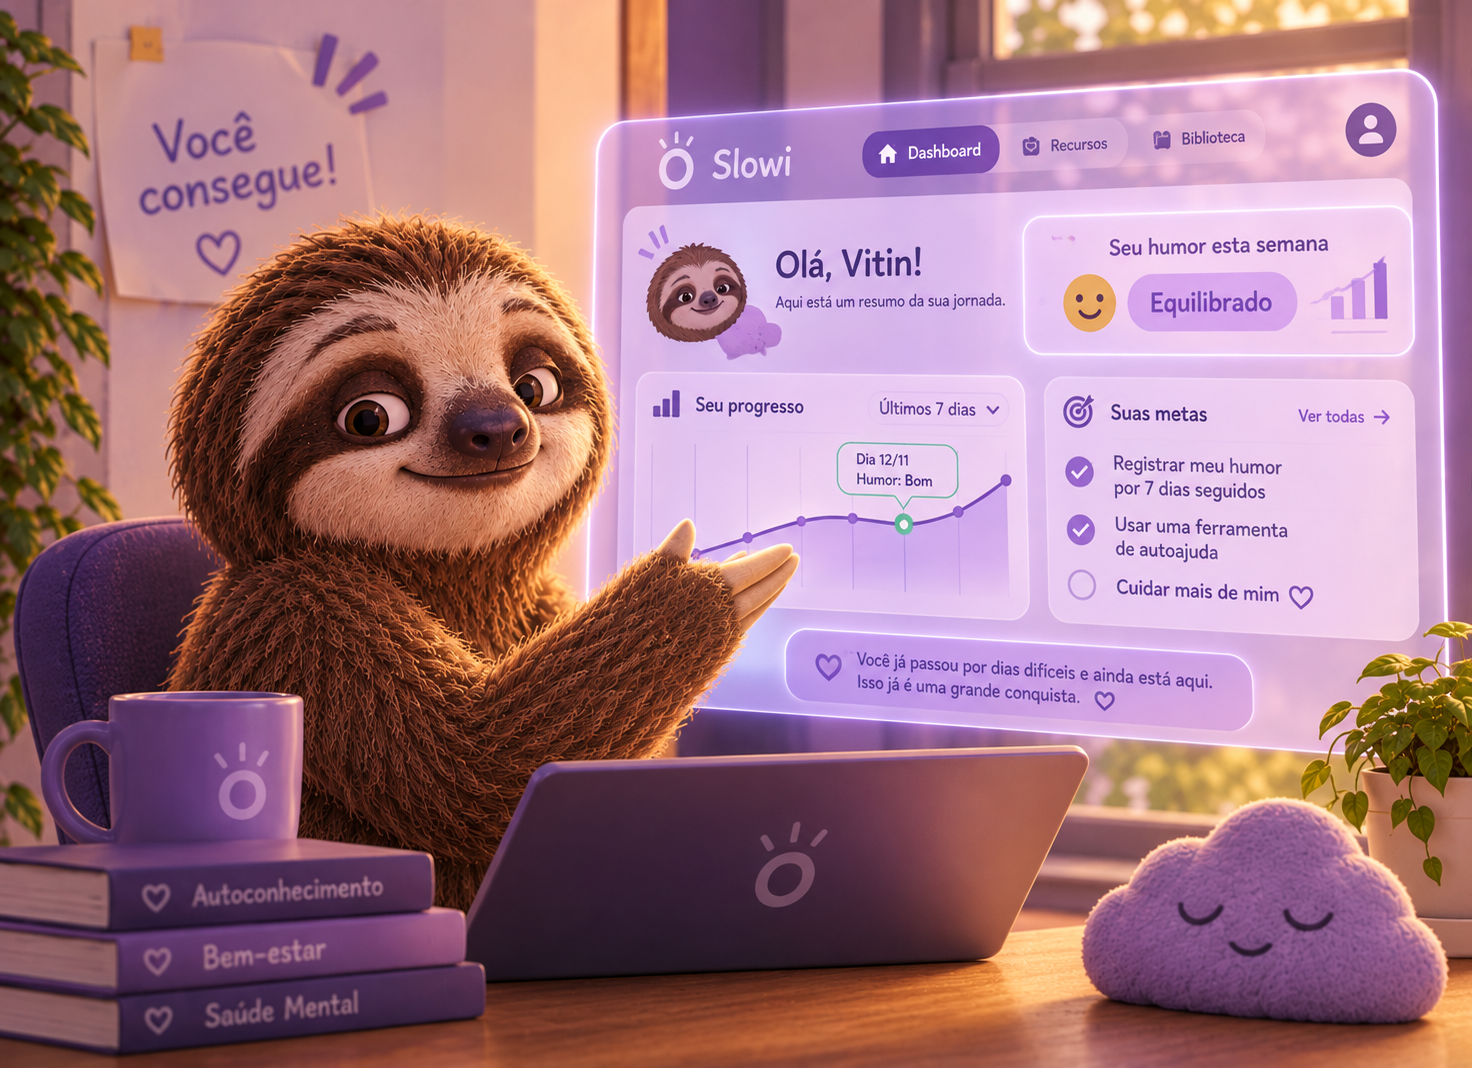 Você
consegue!
Slowi
Dashboard
Recursos
Biblioteca
Olá, Vitin!
Aqui está um resumo da sua jornada.
Seu humor esta semana
Equilibrado
Seu progresso
Últimos 7 dias
Dia 12/11
Humor: Bom
Suas metas
Ver todas
Registrar meu humor
por 7 dias seguidos
Usar uma ferramenta
de autoajuda
Cuidar mais de mim
Você já passou por dias difíceis e ainda está aqui.
Isso já é uma grande conquista.
Autoconhecimento
Bem-estar
Saúde Mental